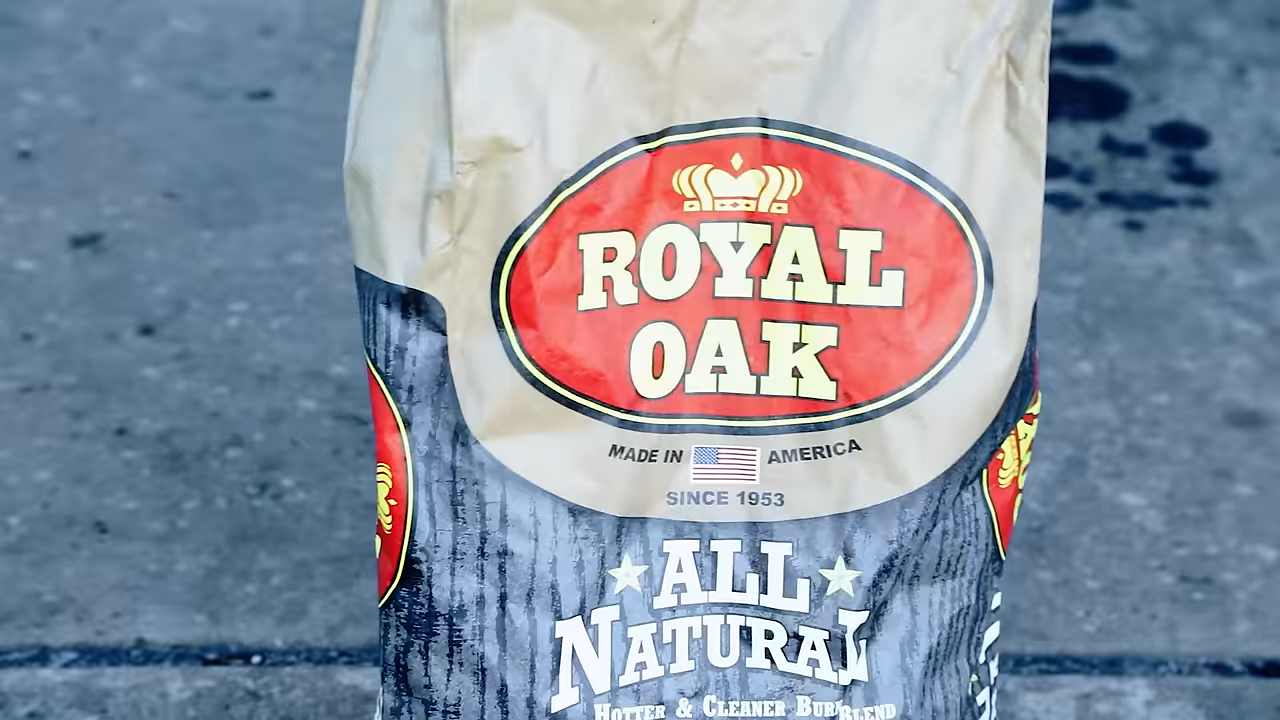 ROYAL
OAK
MADE IN AMERICA
SINCE 1953
ALL
NATURAL
HOTTER & CLEANER BURN BLEND